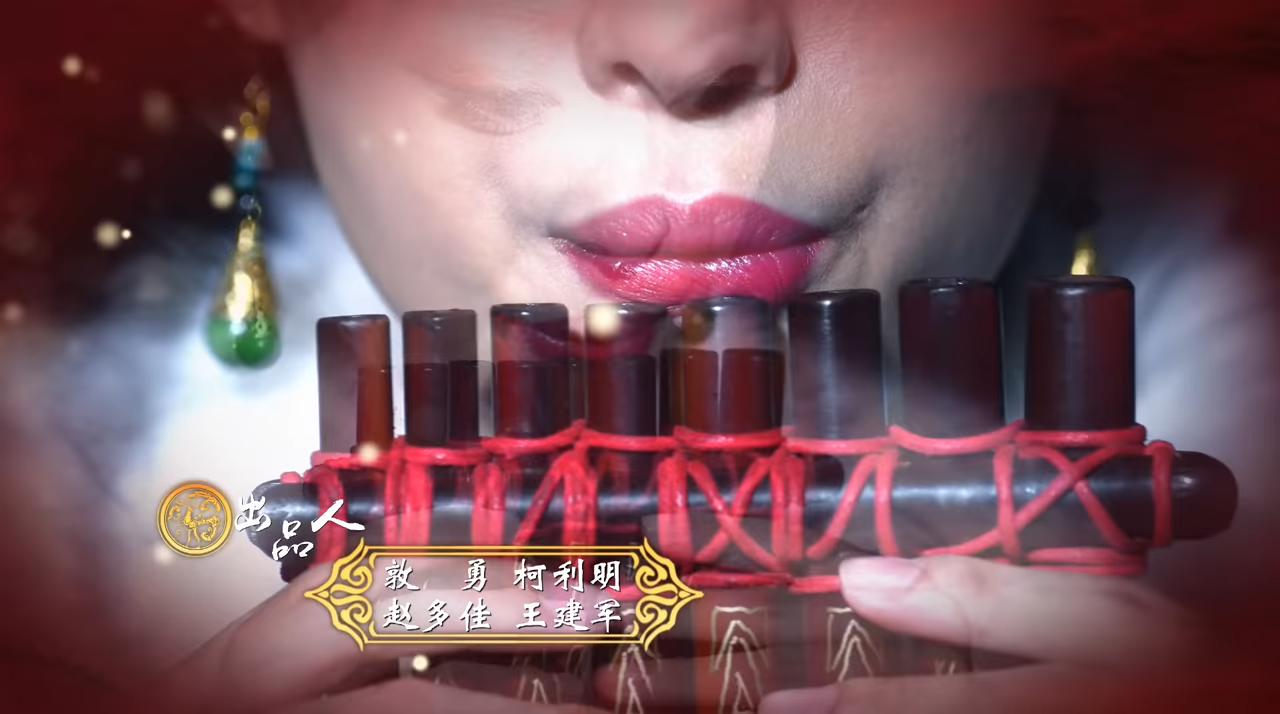 出品人
敦　勇 柯利明
赵多佳 王建军